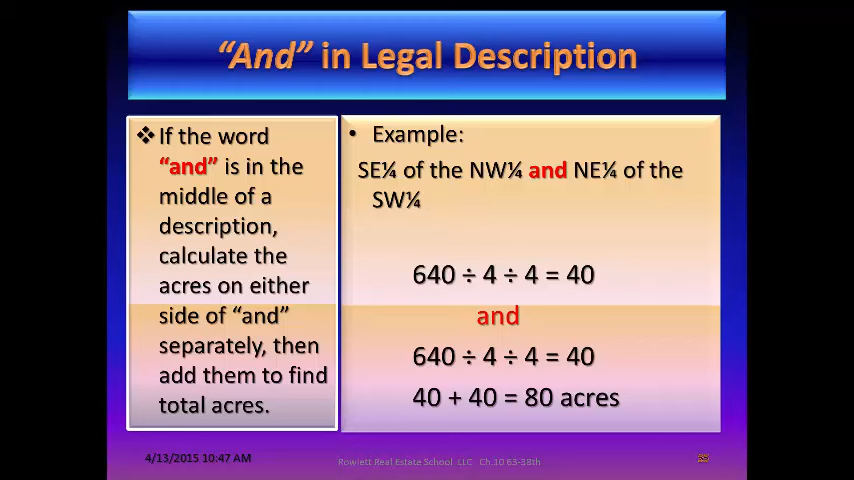 "And" in Legal Description
❖If the word
"and" is in the
middle of a
description,
calculate the
acres on either
side of "and"
separately, then
add them to find
total acres.
• Example:
SE¼ of the NW¼ and NE¼ of the
SW¼
640 ÷ 4 ÷ 4 = 40
and
640 ÷ 4 ÷ 4 = 40
40 + 40 = 80 acres
4/13/2015 10:47 AM
Rowlett Real Estate School LLC Ch.10 63-38th